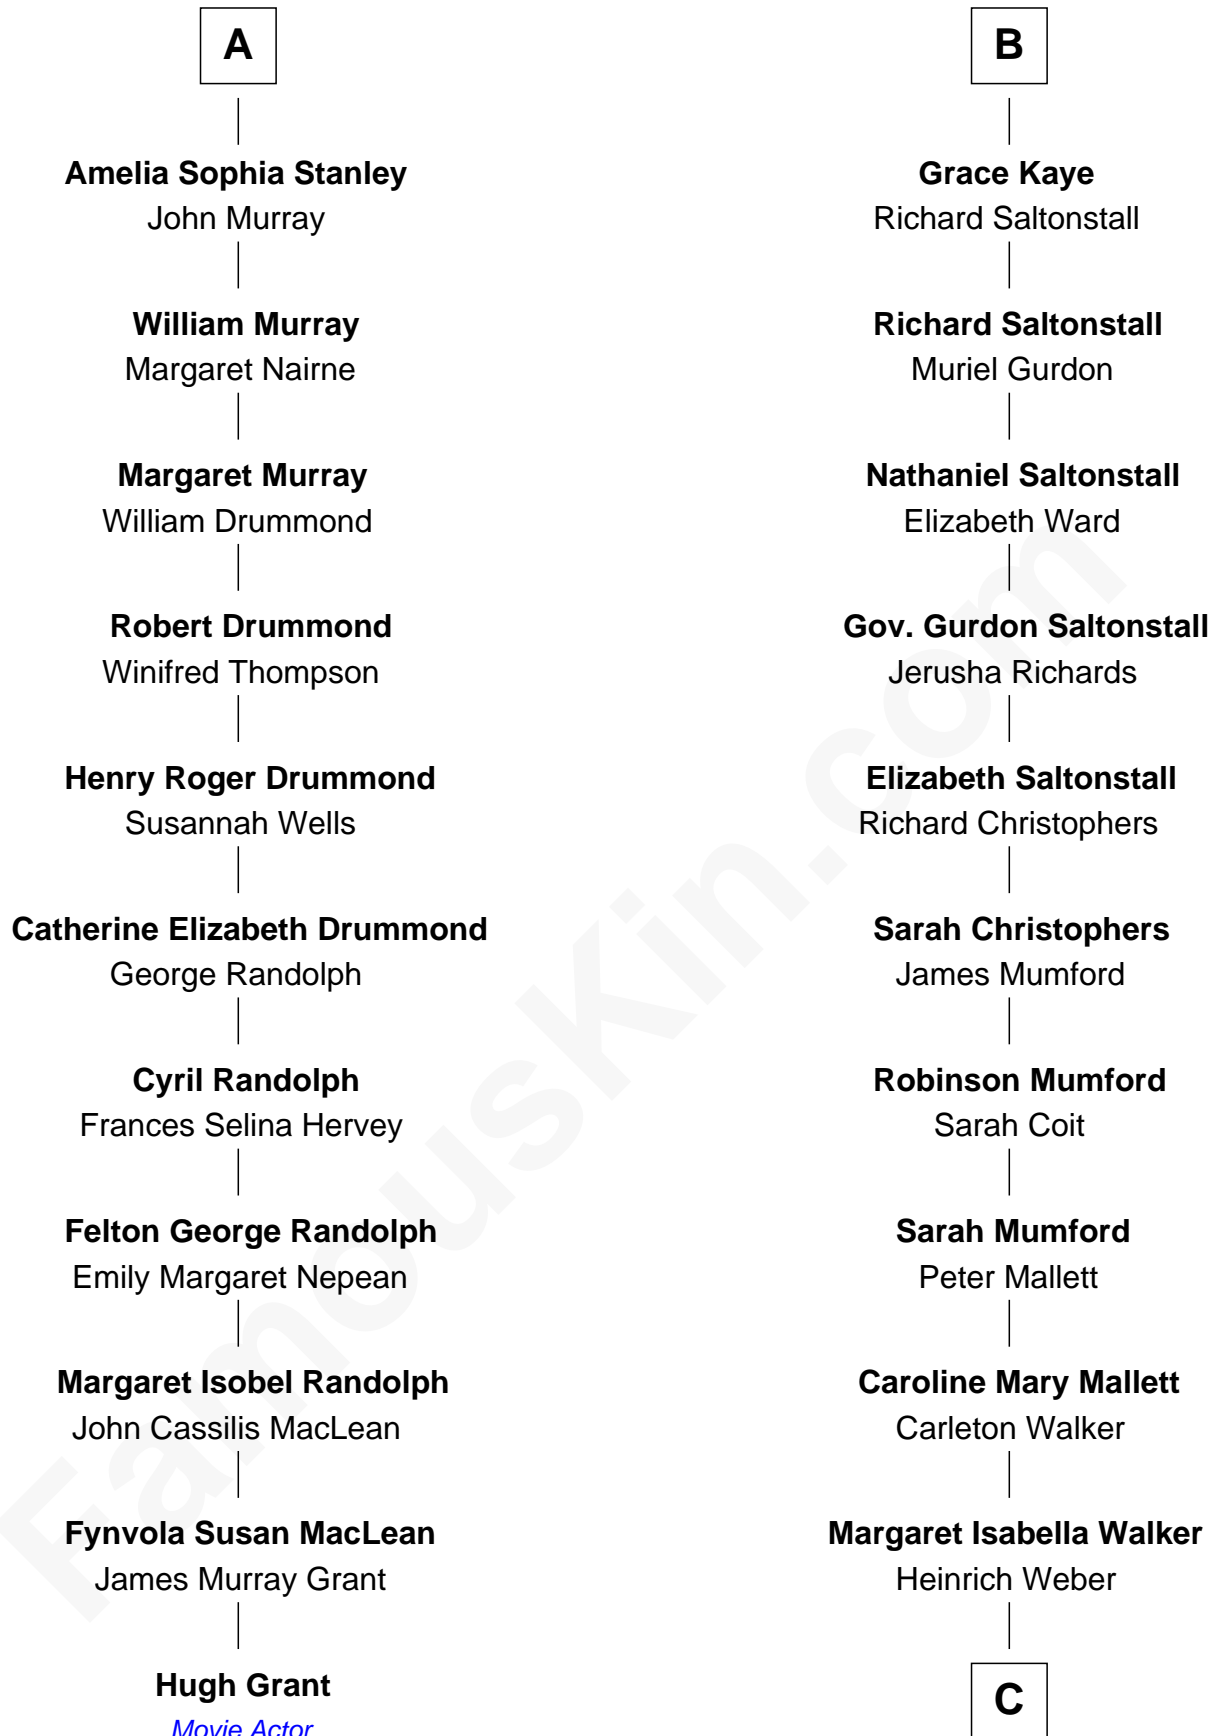 A
Amelia Sophia Stanley
John Murray
William Murray
Margaret Nairne
Margaret Murray
William Drummond
Robert Drummond
Winifred Thompson
Henry Roger Drummond
Susannah Wells
Catherine Elizabeth Drummond
George Randolph
Cyril Randolph
Frances Selina Hervey
Felton George Randolph
Emily Margaret Nepean
Margaret Isobel Randolph
John Cassilis MacLean
Fynvola Susan MacLean
James Murray Grant
Hugh Grant
Movie Actor
B
Grace Kaye
Richard Saltonstall
Richard Saltonstall
Muriel Gurdon
Nathaniel Saltonstall
Elizabeth Ward
Gov. Gurdon Saltonstall
Jerusha Richards
Elizabeth Saltonstall
Richard Christophers
Sarah Christophers
James Mumford
Robinson Mumford
Sarah Coit
Sarah Mumford
Peter Mallett
Caroline Mary Mallett
Carleton Walker
Margaret Isabella Walker
Heinrich Weber
C
FamousKin.com